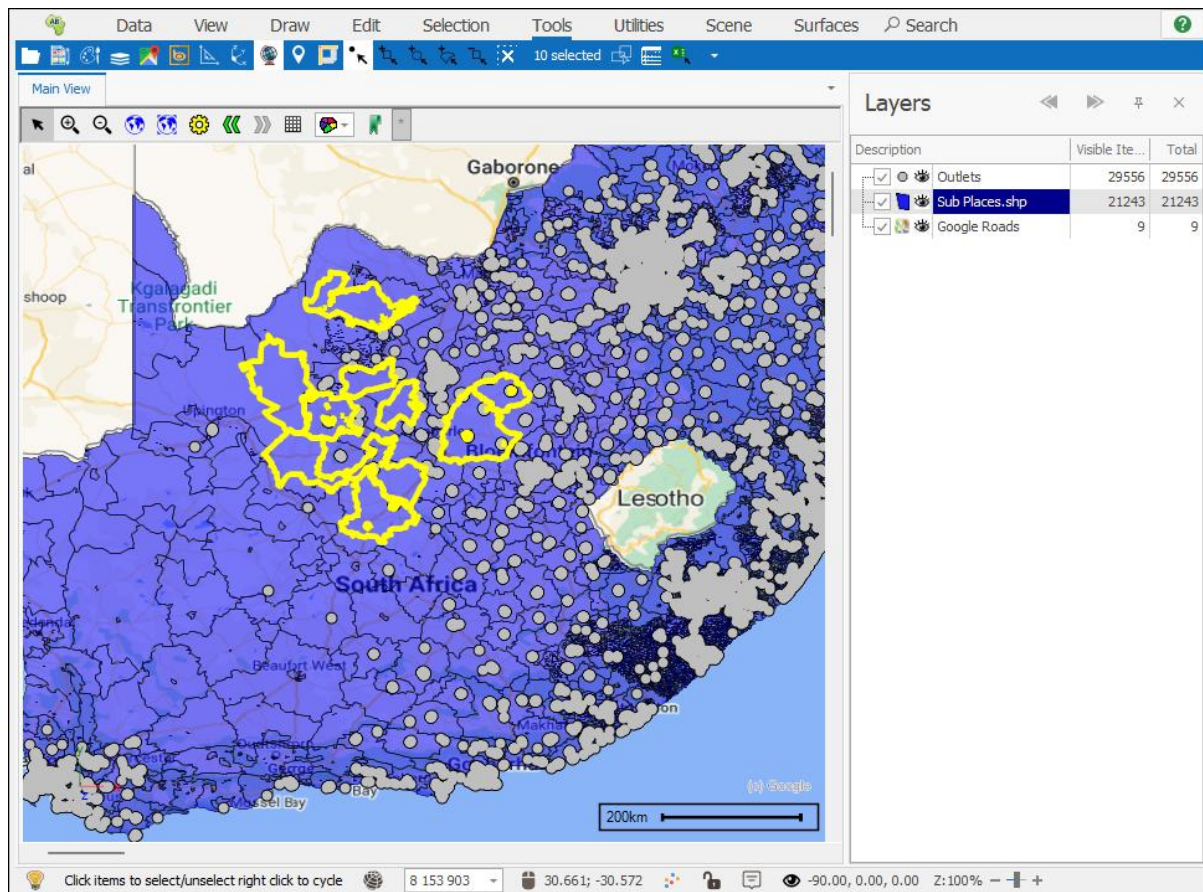 Data View Draw Edit Selection Tools Utilities Scene Surfaces Search
10 selected
Main View
Layers
Description Visible Ite... Total
Outlets 29556 29556
Sub Places.shp 21243 21243
Google Roads 9 9
al
Gaborone
shoop
Kgalagadi
Transfrontier
Park
Upington
Lesotho
South Africa
Beaufort West
Mossel Bay
Bay
(c) Google
200km
Click items to select/unselect right click to cycle 8 153 903 30.661; -30.572 -90.00, 0.00, 0.00 Z:100%